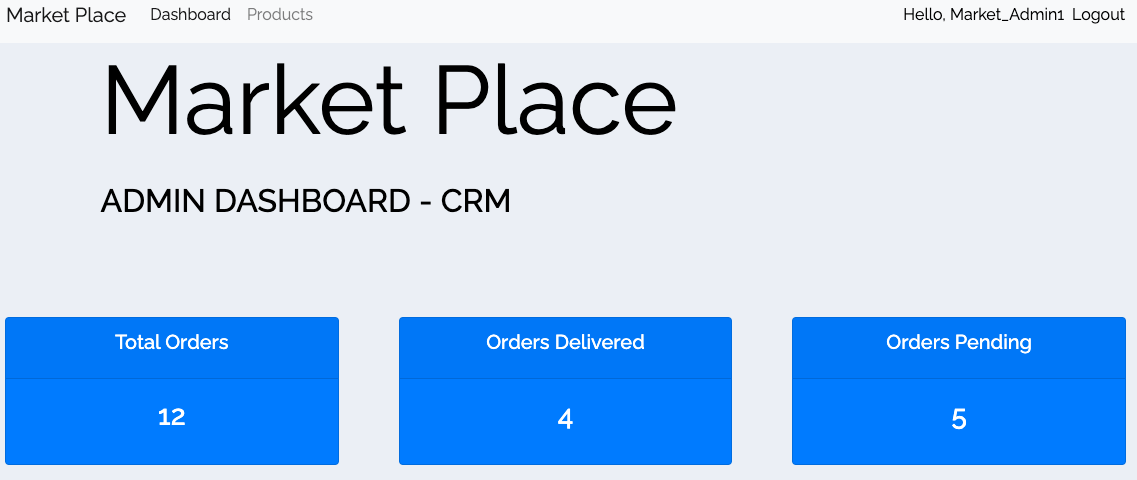 Market Place Dashboard Products Hello, Market_Admin1 Logout
Market Place
ADMIN DASHBOARD - CRM
Total Orders Orders Delivered Orders Pending
12 4 5